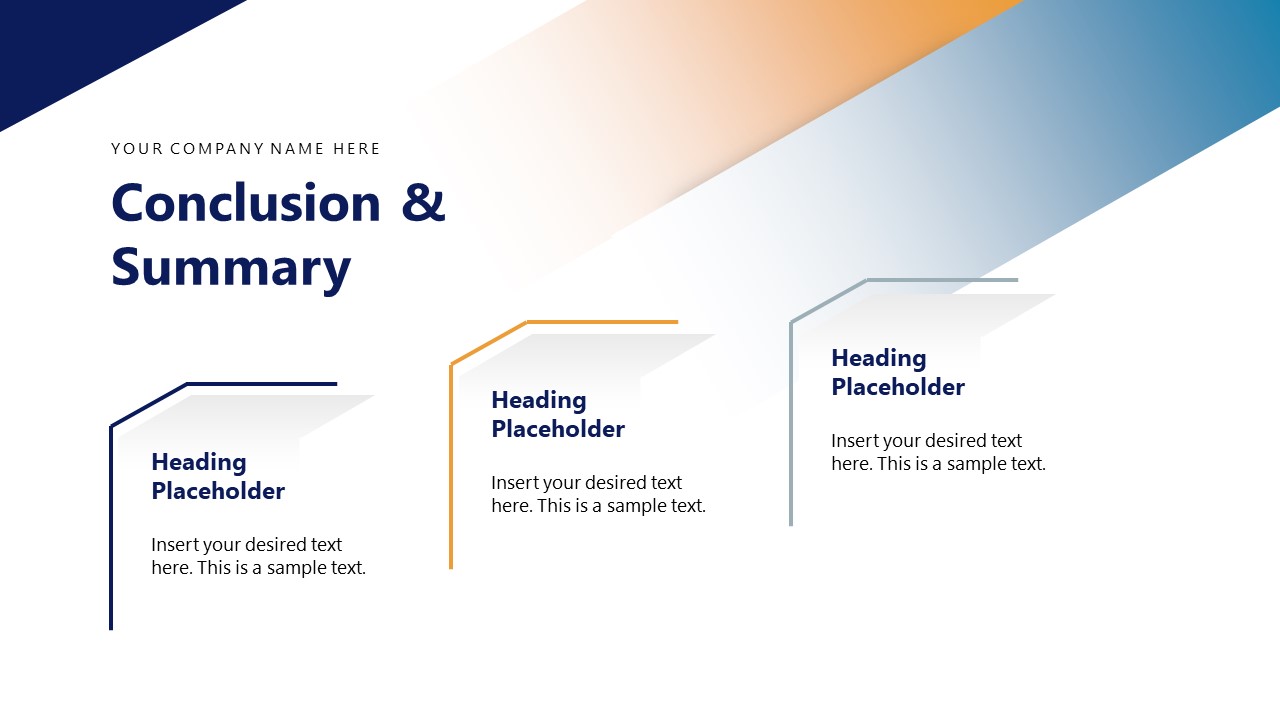 YOUR COMPANY NAME HERE
Conclusion &
Summary
Heading
Placeholder
Insert your desired text
here. This is a sample text.
Heading
Placeholder
Insert your desired text
here. This is a sample text.
Heading
Placeholder
Insert your desired text
here. This is a sample text.